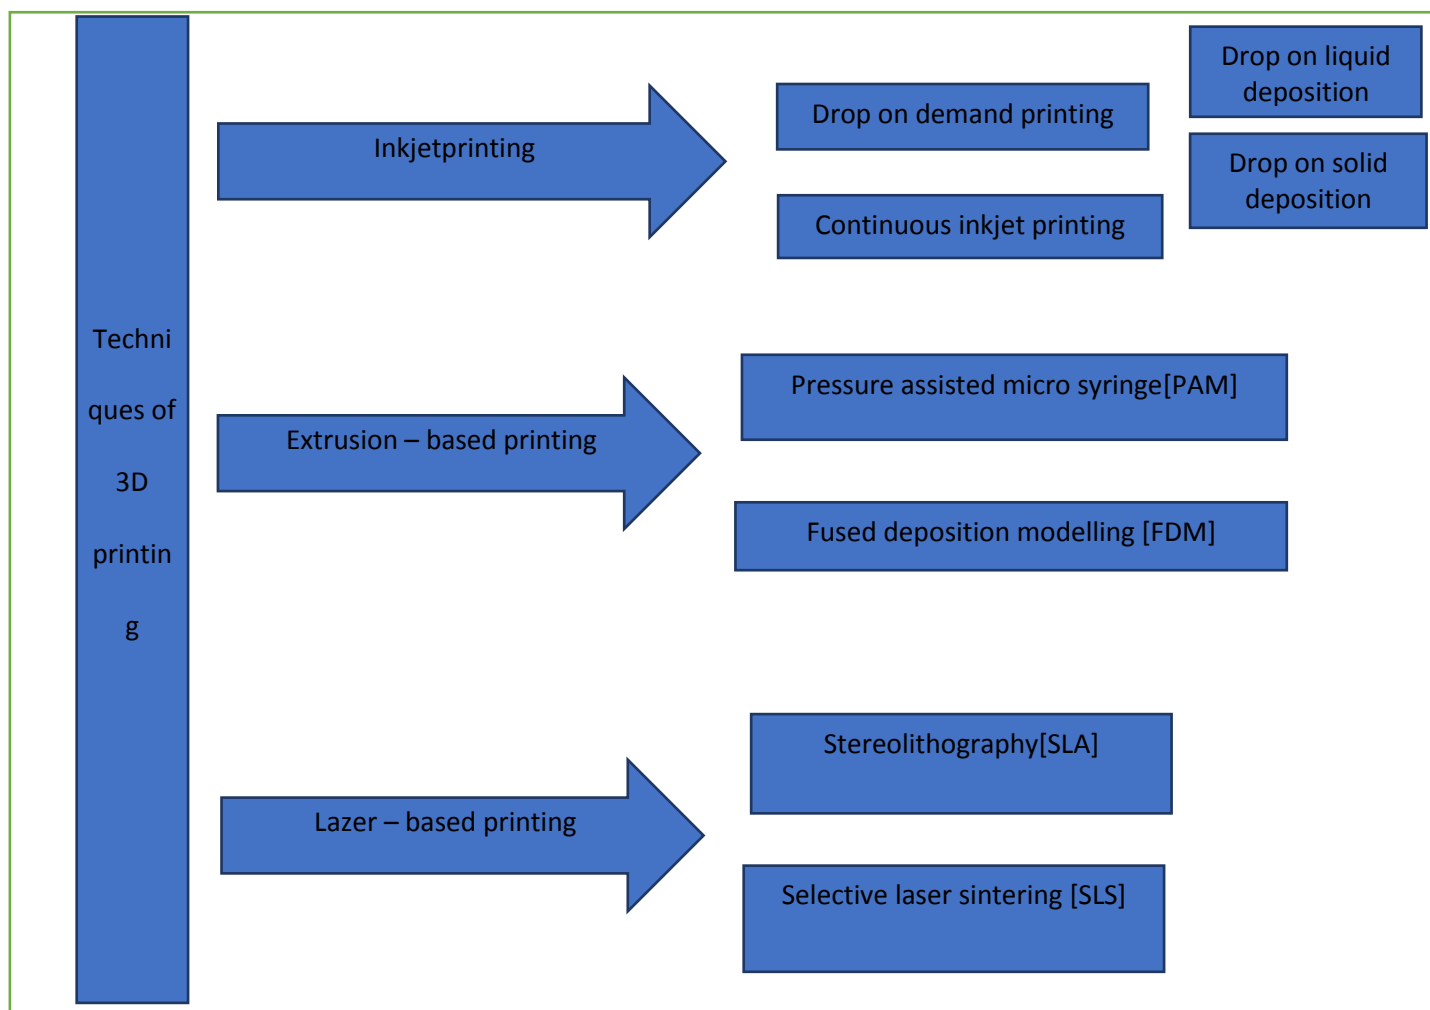 Techni
ques of
3D
printin
g
Inkjetprinting
Drop on demand printing
Continuous inkjet printing
Drop on liquid
deposition
Drop on solid
deposition
Extrusion – based printing
Pressure assisted micro syringe[PAM]
Fused deposition modelling [FDM]
Lazer – based printing
Stereolithography[SLA]
Selective laser sintering [SLS]